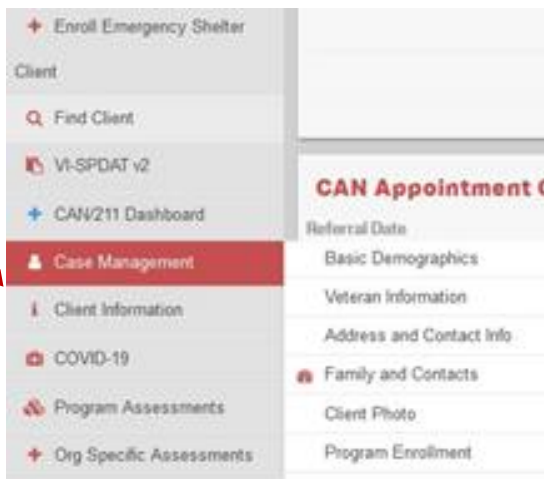 Enroll Emergency Shelter
Client
Find Client
VI-SPDAT v2
CAN/211 Dashboard
Case Management
Client Information
COVID-19
Program Assessments
Org Specific Assessments
CAN Appointment
Referral Date
Basic Demographics
Veteran Information
Address and Contact Info
Family and Contacts
Client Photo
Program Enrollment